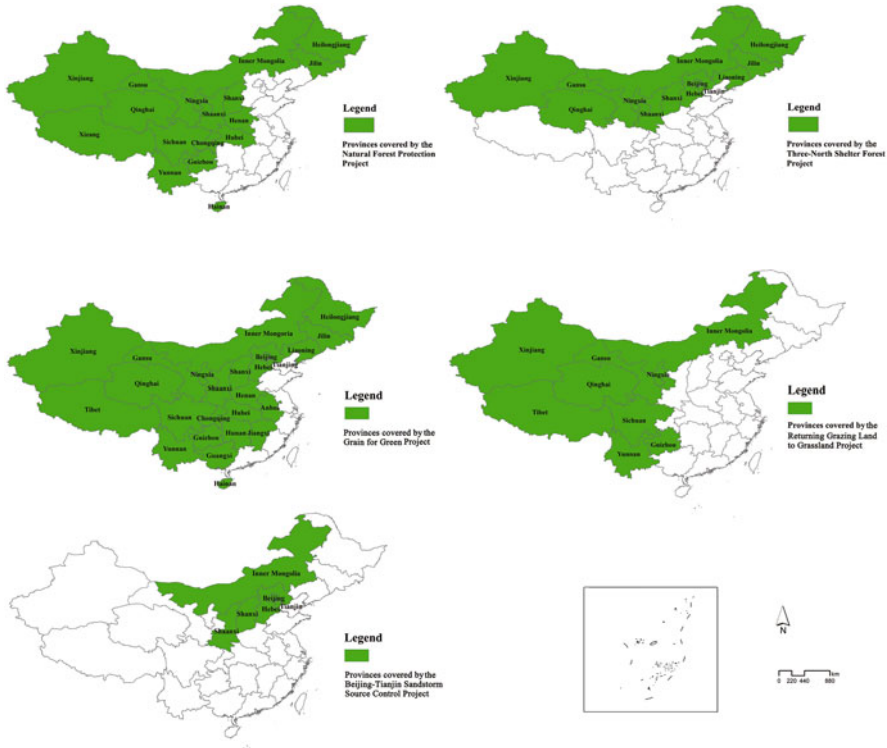 Heilongjiang
Inner Mongolia
Jilin
Xinjiang
Gansu
Ningxia
Shanxi
Qinghai
Shaanxi
Henan
Xizang
Sichuan
Chongqing
Hubei
Guizhou
Yunnan
Hainan
Legend
Provinces covered by the
Natural Forest Protection
Project
Heilongjiang
Inner Mongolia
Jilin
Xinjiang
Gansu
Beijing
Liaoning
Hebei
Tianjin
Qinghai
Ningxia
Shanxi
Shaanxi
Legend
Provinces covered by the
Three-North Shelter Forest
Project
Heilongjiang
Inner Mongoria
Jilin
Xinjiang
Gansu
Beijing
Liaoning
Hebei
Tianjing
Ningxia
Shanxi
Qinghai
Shaanxi
Henan
Tibet
Sichuan
Chongqing
Hubei
Anhui
Guizhou
Hunan
Jiangxi
Yunnan
Guangxi
Hainan
Legend
Provinces covered by the
Grain for Green Project
Inner Mongolia
Xinjiang
Gansu
Ningxia
Qinghai
Tibet
Sichuan
Guizhou
Yunnan
Legend
Provinces covered by the
Returning Grazing Land
to Grassland Project
Inner Mongolia
Beijing
Hebei
Tianjin
Shanxi
Shaanxi
Legend
Provinces covered by the
Beijing-Tianjin Sandstorm
Source Control Project
N
km
0 220 440 880